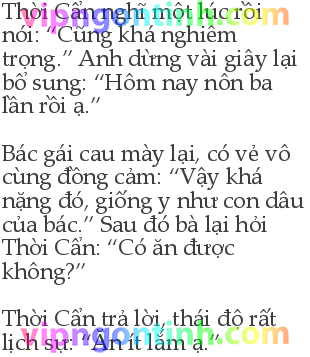 Thời Cẩn nghĩ một lúc rồi
nói: “Cũng khá nghiêm
trọng.” Anh dừng vài giây lại
bổ sung: “Hôm nay nôn ba
lần rồi ạ.”
Bác gái cau mày lại, có vẻ vô
cùng đồng cảm: “Vậy khá
nặng đó, giống y như con dâu
của bác.” Sau đó bà lại hỏi
Thời Cẩn: “Có ăn được
không?”
Thời Cẩn trả lời, thái độ rất
lịch sự: “Ăn ít lắm ạ.”
vipngontinh.com
vipngontinh.com